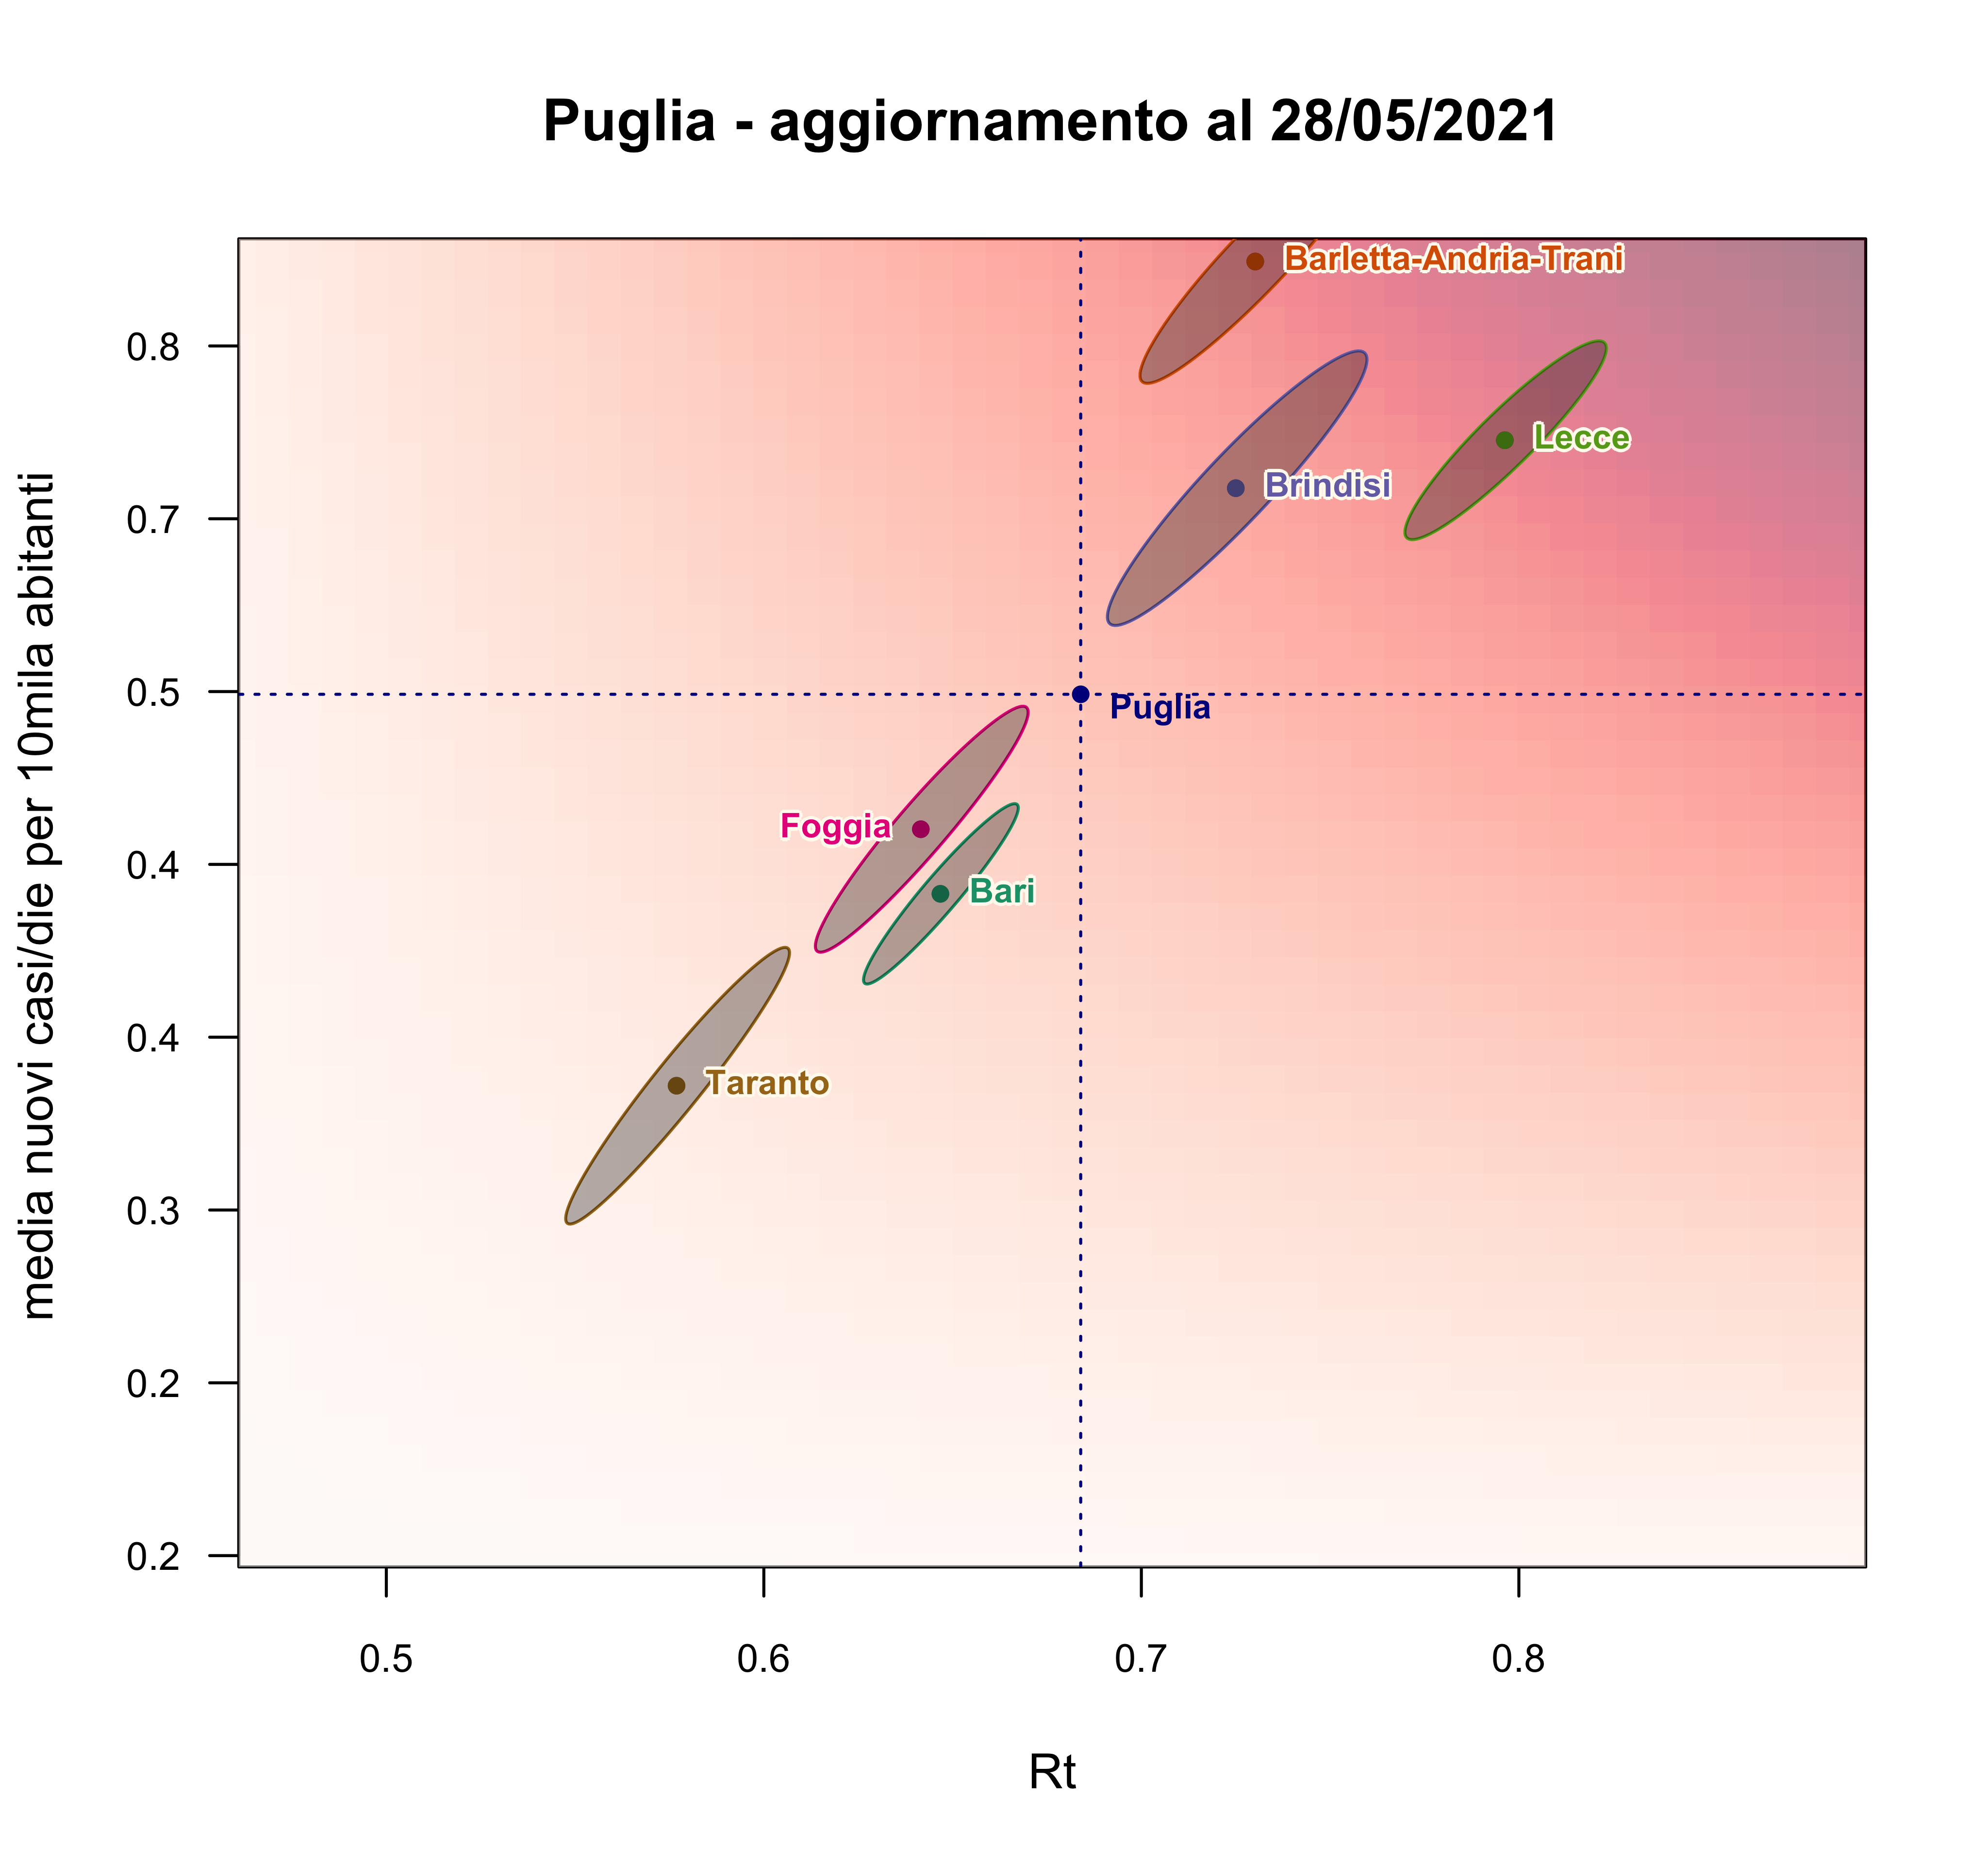 Puglia - aggiornamento al 28/05/2021
media nuovi casi/die per 10mila abitanti
0.8
0.7
0.5
0.4
0.4
0.3
0.2
0.2
Barletta-Andria-Trani
Lecce
Brindisi
Puglia
Foggia
Bari
Taranto
0.5
0.6
0.7
0.8
Rt